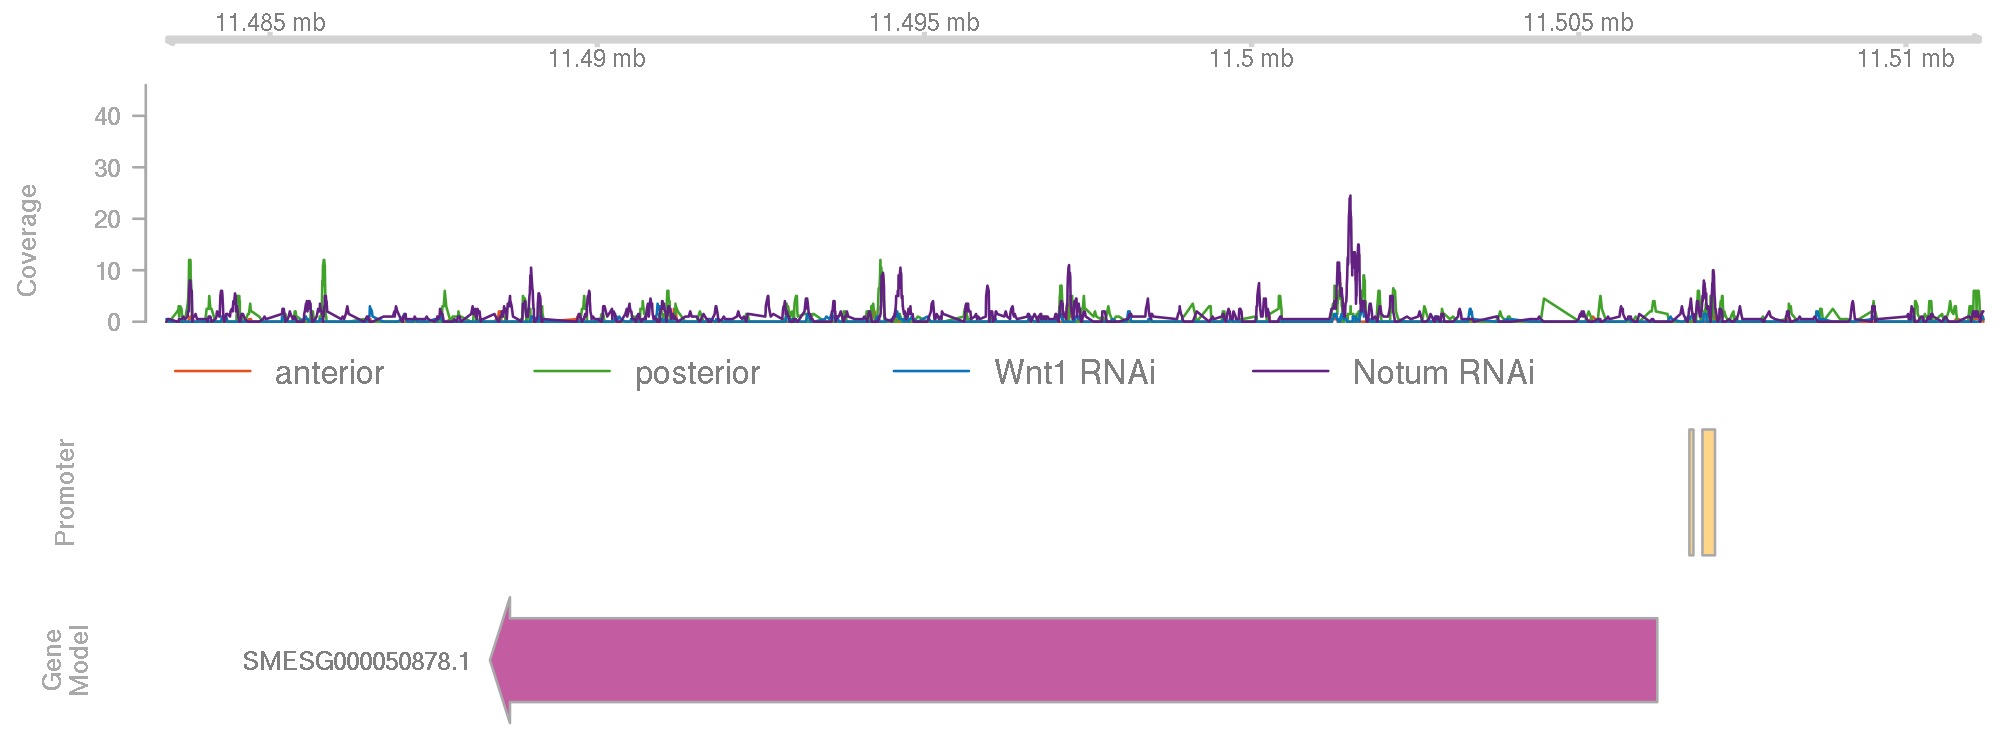 11.485 mb 11.495 mb 11.505 mb
11.49 mb 11.5 mb 11.51 mb
Coverage
40
30
20
10
0
anterior posterior Wnt1 RNAi Notum RNAi
Promoter
Gene
Model
SMESG000050878.1